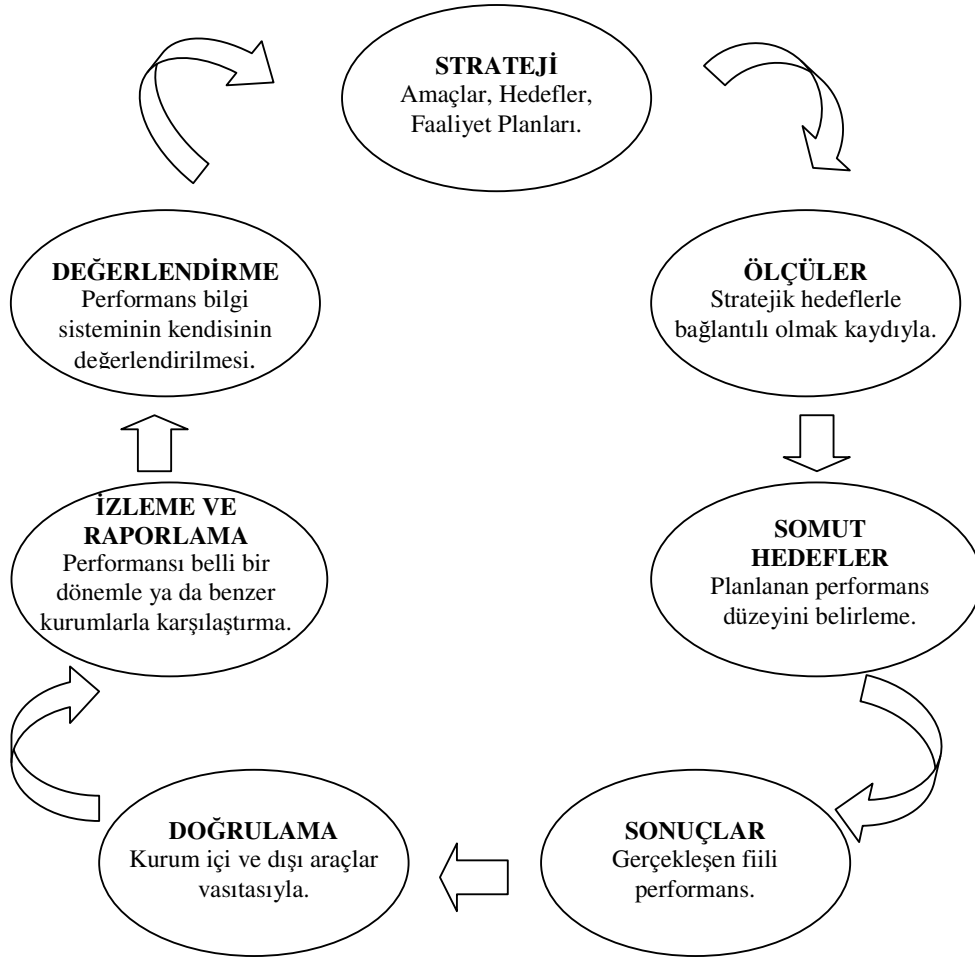 STRATEJİ
Amaçlar, Hedefler,
Faaliyet Planları.
ÖLÇÜLER
Stratejik hedeflerle
bağlantılı olmak kaydıyla.
SOMUT
HEDEFLER
Planlanan performans
düzeyini belirleme.
SONUÇLAR
Gerçekleşen fiili
performans.
DOĞRULAMA
Kurum içi ve dışı araçlar
vasıtasıyla.
İZLEME VE
RAPORLAMA
Performansı belli bir
dönemle ya da benzer
kurumlarla karşılaştırma.
DEĞERLENDİRME
Performans bilgi
sisteminin kendisinin
değerlendirilmesi.